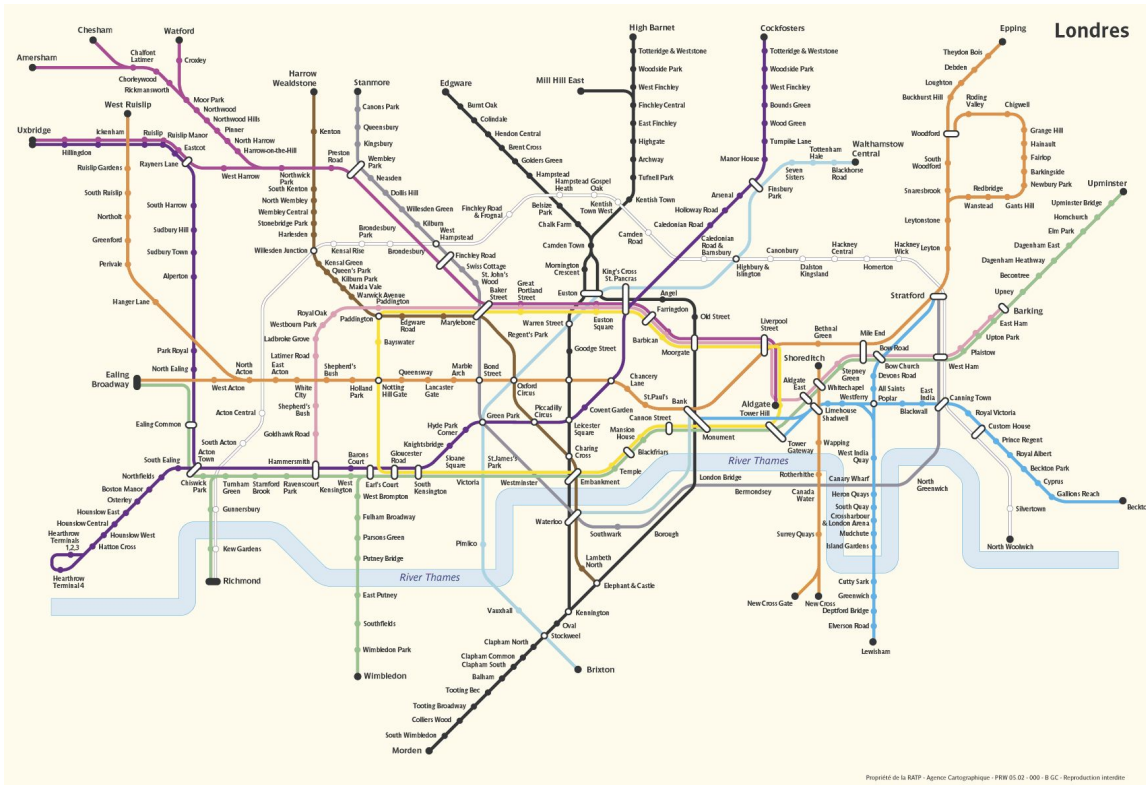 Londres
Chesham
Watford
Amersham
Chalfont
Latimer
Croxley
Chorleywood
Rickmansworth
Moor Park
Northwood
Northwood Hills
Pinner
North Harrow
Harrow-on-the-Hill
West Ruislip
Uxbridge
Ickenham
Ruislip
Ruislip Manor
Eastcot
Hillingdon
Rayners Lane
West Harrow
Northwick
Park
Preston
Road
Ruislip Gardens
South Ruislip
Northolt
Greenford
Perivale
Hanger Lane
South Harrow
Sudbury Hill
Sudbury Town
Alperton
Park Royal
North Ealing
Harrow
Wealdstone
Kenton
South Kenton
North Wembley
Wembley Central
Stonebridge Park
Harlesden
Willesden Junction
Kensal Green
Queen's Park
Kilburn Park
Maida Vale
Warwick Avenue
Paddington
Stanmore
Canons Park
Queensbury
Kingsbury
Wembley
Park
Neasden
Dollis Hill
Willesden Green
Kilburn
West
Hampstead
Finchley Road
Swiss Cottage
St. John's
Wood
Baker
Street
Kensal Rise
Brondesbury
Park
Brondesbury
Finchley Road
& Frognal
Hampstead
Heath
Gospel
Oak
Kentish
Town West
Camden
Road
Caledonian
Road &
Barnsbury
Highbury &
Islington
Canonbury
Dalston
Kingsland
Hackney
Central
Homerton
Hackney
Wick
Edgware
Burnt Oak
Colindale
Hendon Central
Brent Cross
Golders Green
Hampstead
Belsize
Park
Chalk Farm
Camden Town
Mornington
Crescent
Euston
Mill Hill East
High Barnet
Totteridge & Westone
Woodside Park
West Finchley
Finchley Central
East Finchley
Highgate
Archway
Tufnell Park
Kentish Town
Cockfosters
Totteridge & Westone
Woodside Park
West Finchley
Bounds Green
Wood Green
Turnpike Lane
Manor House
Arsenal
Holloway Road
Caledonian Road
Finsbury
Park
Seven
Sisters
Tottenham
Hale
Blackhorse
Road
Walthamstow
Central
Epping
Theydon Bois
Debden
Loughton
Buckhurst Hill
Roding
Valley
Chigwell
Woodford
Grange Hill
Hainault
Fairlop
Barkingside
Newbury Park
South
Woodford
Snaresbrook
Redbridge
Wanstead
Gants Hill
Leytonstone
Leyton
Stratford
Upminster
Upminster Bridge
Hornchurch
Elm Park
Dagenham East
Dagenham Heathway
Becontree
Upney
Barking
East Ham
Upton Park
Plaistow
West Ham
King's Cross
St. Pancras
Angel
Old Street
Great
Portland
Street
Euston
Square
Farringdon
Barbican
Moorgate
Liverpool
Street
Warren Street
Regent's Park
Goodge Street
Royal Oak
Westbourn Park
Ladbroke Grove
Latimer Road
Paddington
Edgware
Road
Marylebone
Bayswater
Ealing
Broadway
West Acton
North
Acton
East
Acton
White
City
Shepherd's
Bush
Holland
Park
Notting
Hill Gate
Queensway
Lancaster
Gate
Marble
Arch
Bond
Street
Oxford
Circus
Chancery
Lane
St.Paul's
Bank
Shepherd's
Bush
Goldhawk Road
Ealing Common
Acton Central
South Acton
Acton
Town
South Ealing
Northfields
Boston Manor
Osterley
Hounslow East
Hounslow Central
Hounslow West
Hatton Cross
Hearthrow
Terminals
1,2,3
Hearthrow
Terminal 4
Chiswick
Park
Turnham
Green
Stamford
Brook
Ravenscourt
Park
Hammersmith
Barons
Court
West
Kensington
Earl's Court
Gloucester
Road
South
Kensington
Knightsbridge
Hyde Park
Corner
Sloane
Square
Victoria
Green Park
Piccadilly
Circus
Leicester
Square
Covent Garden
St.James's
Park
Westminster
Charing
Cross
Embankment
Temple
Blackfriars
Mansion
House
Cannon Street
Monument
Tower Hill
Tower
Gateway
Aldgate
Aldgate
East
Whitechapel
Shoreditch
Bethnal
Green
Stepney
Green
Mile End
Bow Road
Bow Church
Devons Road
All Saints
Poplar
Westferry
Limehouse
Shadwell
Blackwall
East
India
Canning Town
Royal Victoria
Custom House
Prince Regent
Royal Albert
Beckton Park
Cyprus
Gallions Reach
Beckto
Silvertown
North Woolwich
North
Greenwich
Canary Wharf
West India
Quay
Heron Quays
South Quay
Crossharbour
& London Arena
Mudchute
Island Gardens
Cutty Sark
Greenwich
Deptford Bridge
Elverson Road
Lewisham
Wapping
Rotherhithe
Canada
Water
Surrey Quays
New Cross Gate
New Cross
London Bridge
Bermondsey
Borough
Southwark
Waterloo
Lambeth
North
Elephant & Castle
Kennington
Oval
Stockweel
Clapham North
Clapham Common
Clapham South
Balham
Tooting Bec
Tooting Broadway
Colliers Wood
South Wimbledon
Morden
Pimlico
Vauxhall
Brixton
Gunnersbury
Kew Gardens
Richmond
West Brompton
Fulham Broadway
Parsons Green
Putney Bridge
East Putney
Southfields
Wimbledon Park
Wimbledon
River Thames
River Thames
Propriété de la RATP - Agence Cartographique - PRW 05.02 - 000 - B GC - Reproduction interdite